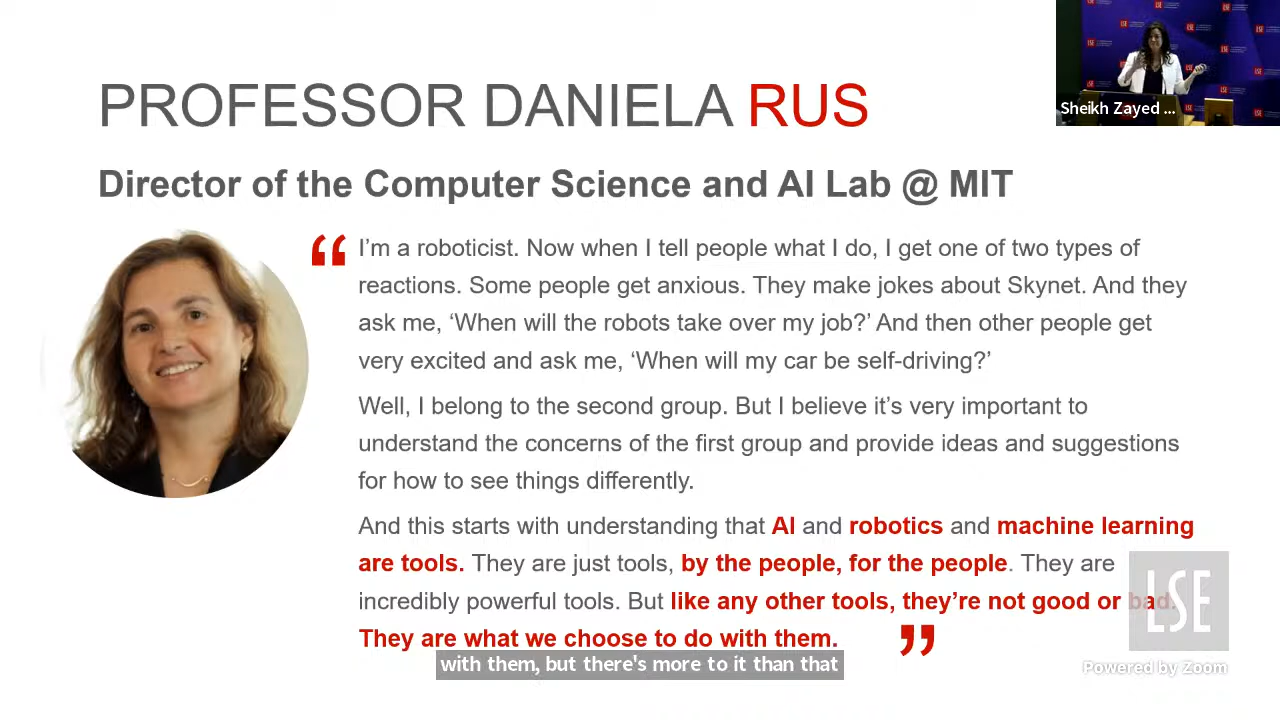 PROFESSOR DANIELA RUS
Sheikh Zayed ...
Director of the Computer Science and AI Lab @ MIT
“ I’m a roboticist. Now when I tell people what I do, I get one of two types of
reactions. Some people get anxious. They make jokes about Skynet. And they
ask me, ‘When will the robots take over my job?’ And then other people get
very excited and ask me, ‘When will my car be self-driving?’
Well, I belong to the second group. But I believe it’s very important to
understand the concerns of the first group and provide ideas and suggestions
for how to see things differently.
And this starts with understanding that AI and robotics and machine learning
are tools. They are just tools, by the people, for the people. They are
incredibly powerful tools. But like any other tools, they’re not good or bad.
They are what we choose to do with them. ”
LSE
with them, but there's more to it than that
Powered by Zoom